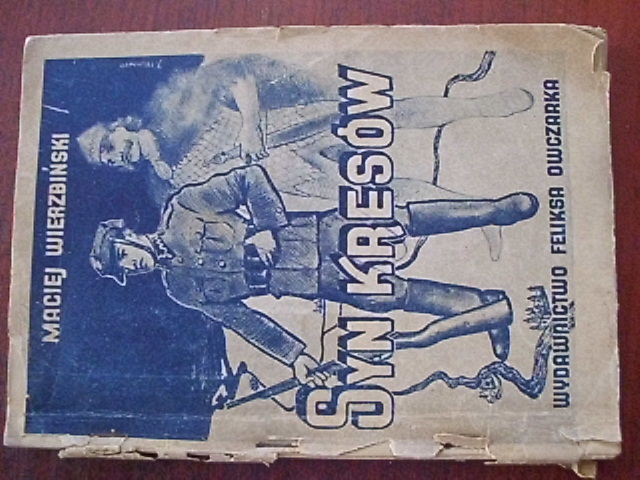 MACIEJ WIERZBIŃSKI
SYN KRESÓW
WYDAWNICTWO FELIKSA OWCZARKA